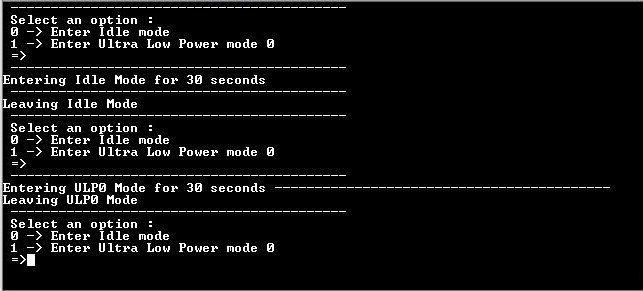 ------------------------------------------
Select an option :
0 -> Enter Idle mode
1 -> Enter Ultra Low Power mode 0
=>
------------------------------------------
Entering Idle Mode for 30 seconds
------------------------------------------
Leaving Idle Mode
------------------------------------------
Select an option :
0 -> Enter Idle mode
1 -> Enter Ultra Low Power mode 0
=>
------------------------------------------
Entering ULP0 Mode for 30 seconds ------------------------------------------
Leaving ULP0 Mode
------------------------------------------
Select an option :
0 -> Enter Idle mode
1 -> Enter Ultra Low Power mode 0
=>